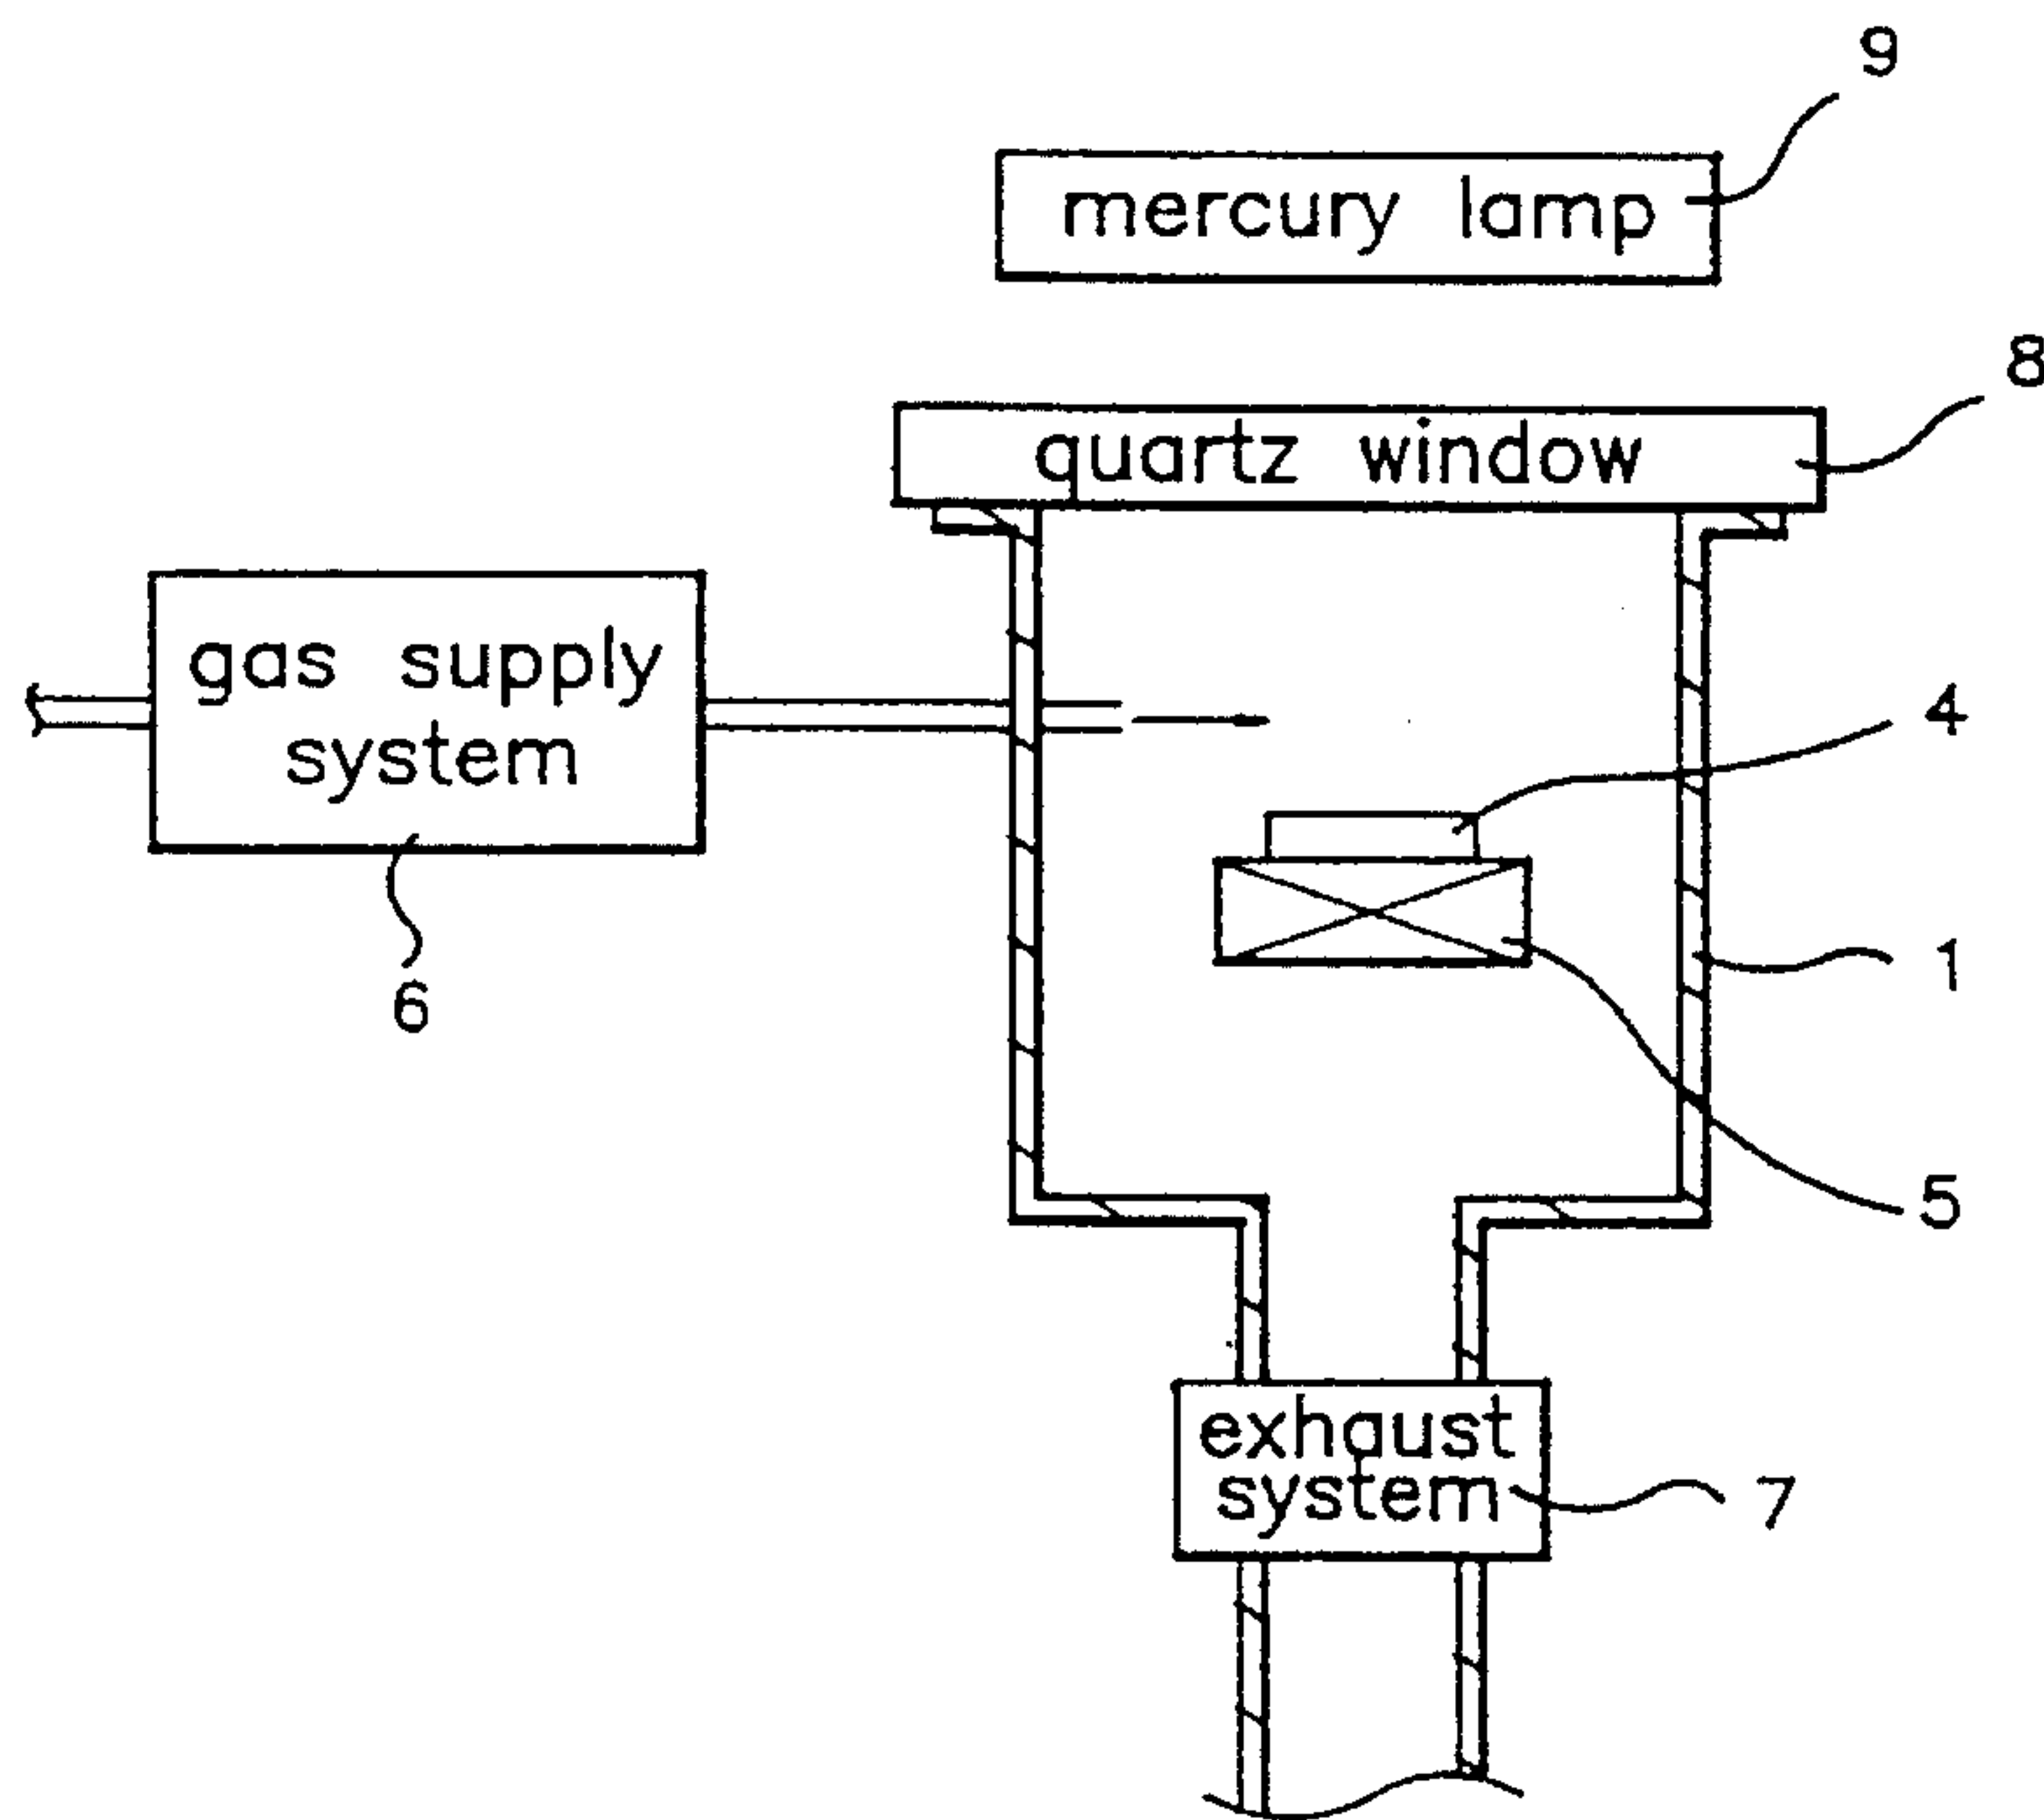 9
mercury lamp
8
quartz window
gas supply
system
4
6
1
5
exhaust
system
7